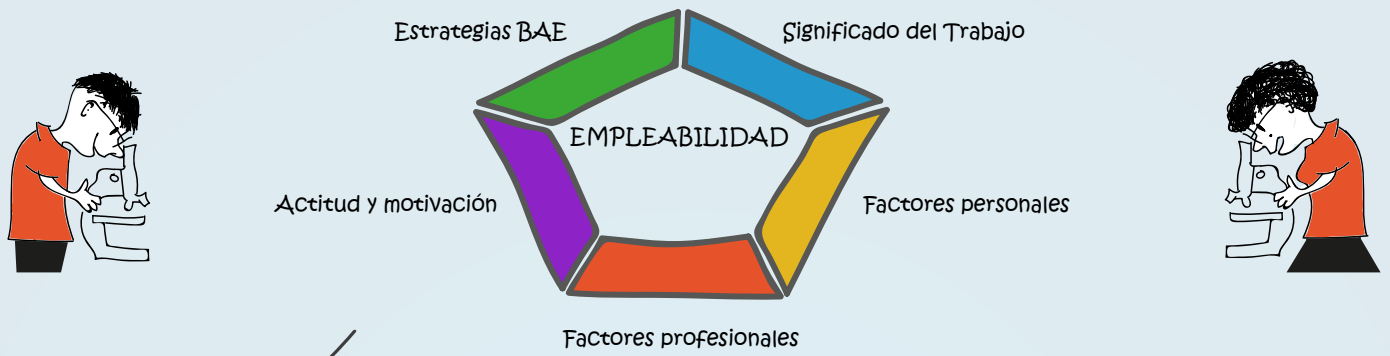 Estrategias BAE
Significado del Trabajo
EMPLEABILIDAD
Actitud y motivación
Factores personales
Factores profesionales